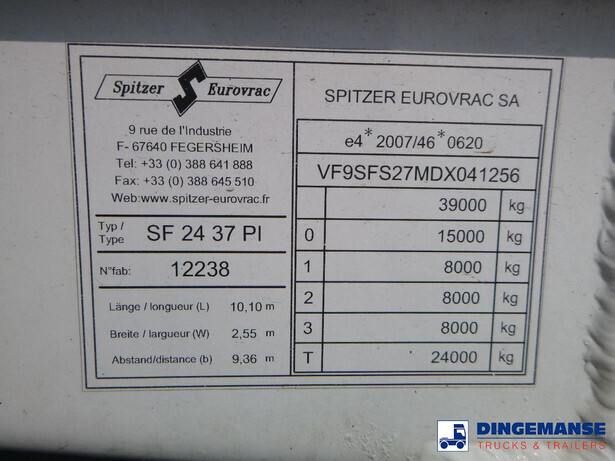 Spitzer Eurovrac
9 rue de l'Industrie
F- 67640 FEGERSHEIM
Tel: +33 (0) 388 641 888
Fax: +33 (0) 388 645 510
Web:www.spitzer-eurovrac.fr
Typ / Type SF 24 37 PI
N°fab: 12238
Länge / longueur (L) 10,10 m
Breite / largueur (W) 2,55 m
Abstand/distance (b) 9,36 m
SPITZER EUROVRAC SA
e4*2007/46*0620
VF9SFS27MDX041256
39000 kg
0 15000 kg
1 8000 kg
2 8000 kg
3 8000 kg
T 24000 kg
DINGEMANSE
TRUCKS & TRAILERS